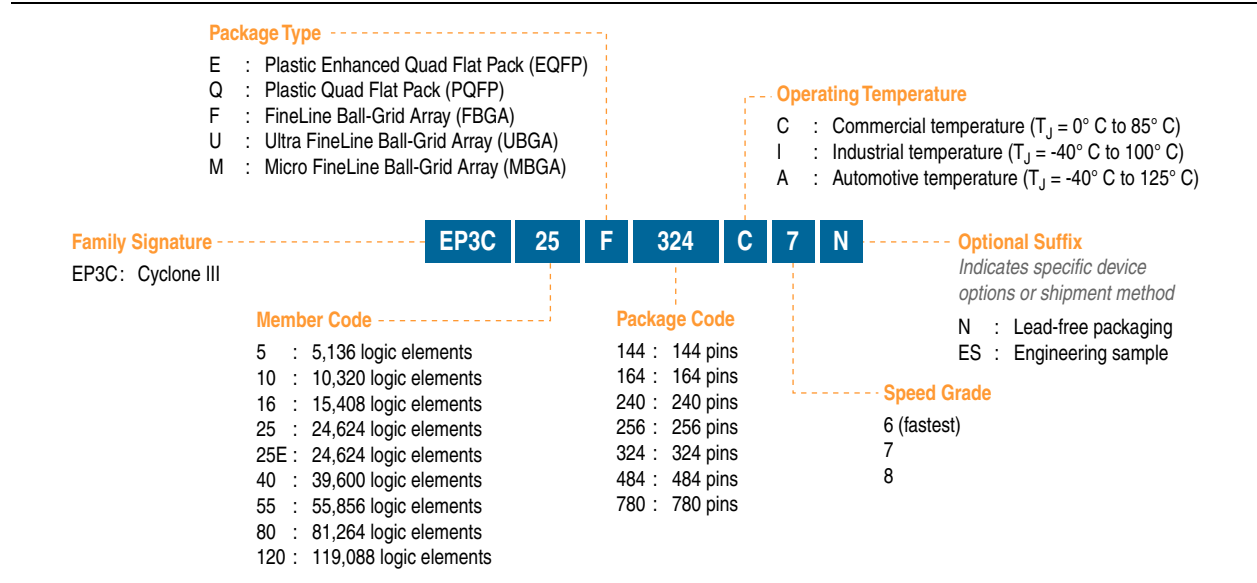 Package Type
E : Plastic Enhanced Quad Flat Pack (EQFP)
Q : Plastic Quad Flat Pack (PQFP)
F : FineLine Ball-Grid Array (FBGA)
U : Ultra FineLine Ball-Grid Array (UBGA)
M : Micro FineLine Ball-Grid Array (MBGA)
Operating Temperature
C : Commercial temperature (TJ = 0° C to 85° C)
I : Industrial temperature (TJ = -40° C to 100° C)
A : Automotive temperature (TJ = -40° C to 125° C)
Family Signature
EP3C : Cyclone III
EP3C 25 F 324 C 7 N
Optional Suffix
Indicates specific device
options or shipment method
N : Lead-free packaging
ES : Engineering sample
Member Code
5 : 5,136 logic elements
10 : 10,320 logic elements
16 : 15,408 logic elements
25 : 24,624 logic elements
25E : 24,624 logic elements
40 : 39,600 logic elements
55 : 55,856 logic elements
80 : 81,264 logic elements
120 : 119,088 logic elements
Package Code
144 : 144 pins
164 : 164 pins
240 : 240 pins
256 : 256 pins
324 : 324 pins
484 : 484 pins
780 : 780 pins
Speed Grade
6 (fastest)
7
8